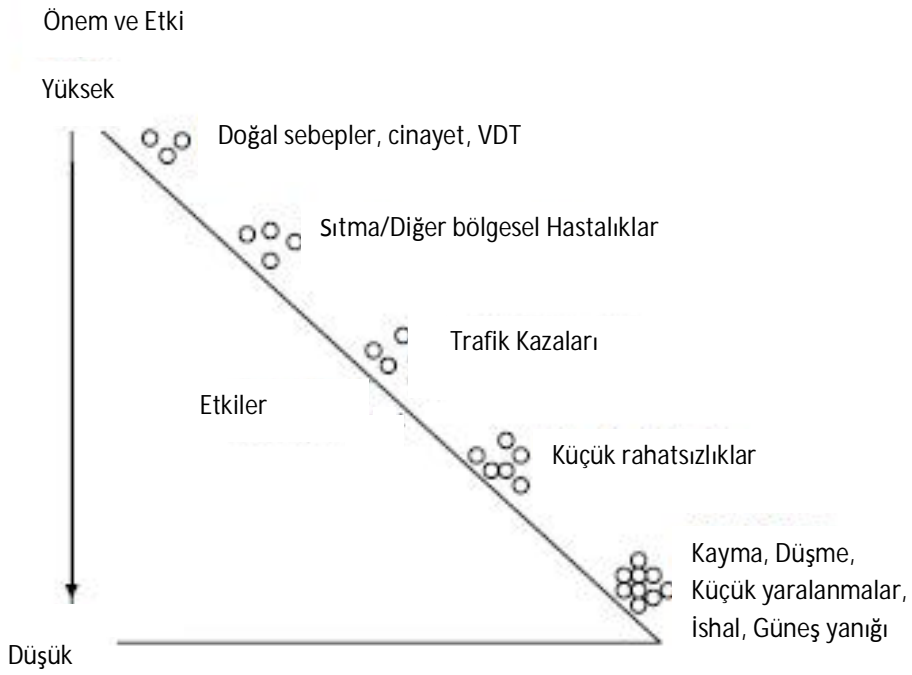 Önem ve Etki
Yüksek
Doğal sebepler, cinayet, VDT
Sıtma/Diğer bölgesel Hastalıklar
Trafik Kazaları
Etkiler
Küçük rahatsızlıklar
Kayma, Düşme,
Küçük yaralanmalar,
İshal, Güneş yanığı
Düşük